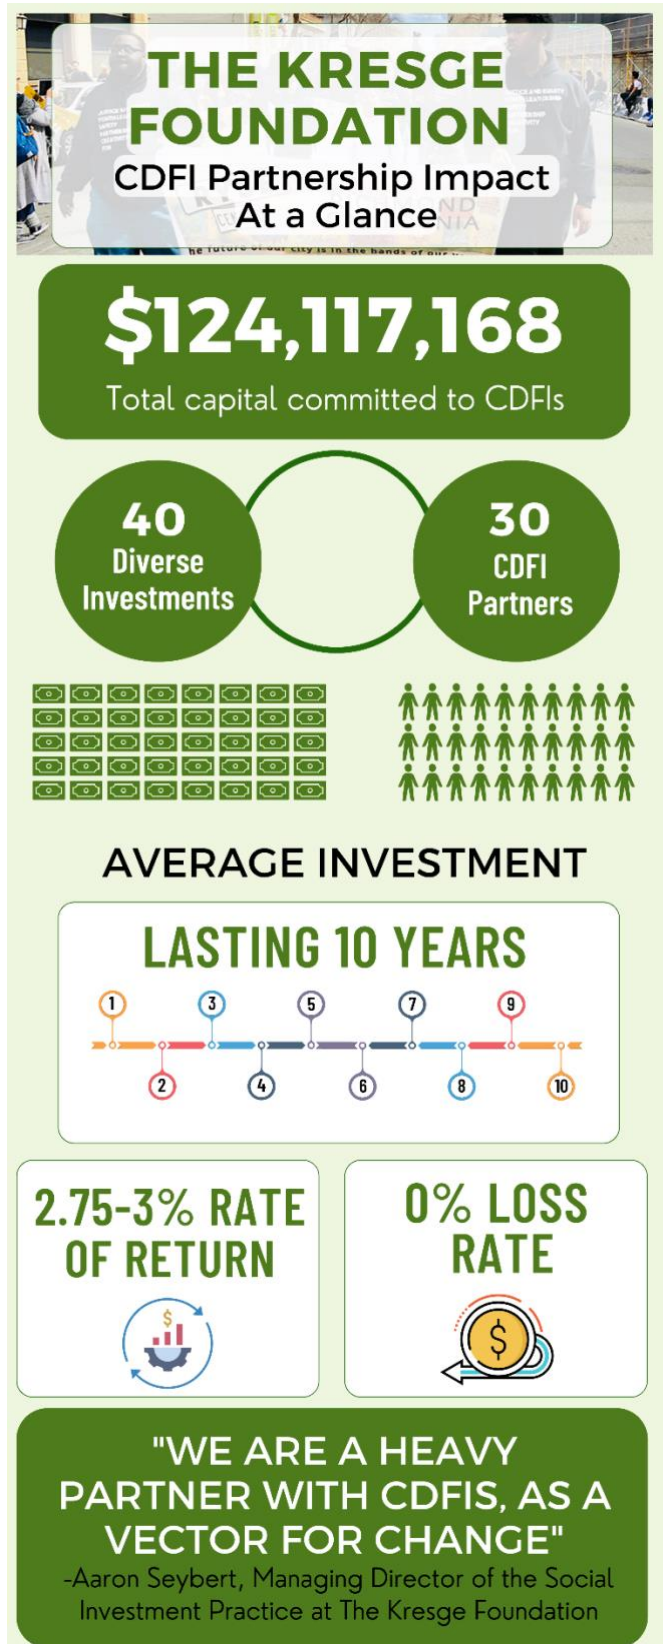 THE KRESGE
FOUNDATION
CDFI Partnership Impact
At a Glance
$124,117,168
Total capital committed to CDFIs
40
Diverse
Investments
30
CDFI
Partners
AVERAGE INVESTMENT
LASTING 10 YEARS
1
3
5
7
9
2
4
6
8
10
2.75-3% RATE
OF RETURN
$
0% LOSS
RATE
$
"WE ARE A HEAVY
PARTNER WITH CDFIS, AS A
VECTOR FOR CHANGE"
-Aaron Seybert, Managing Director of the Social
Investment Practice at The Kresge Foundation